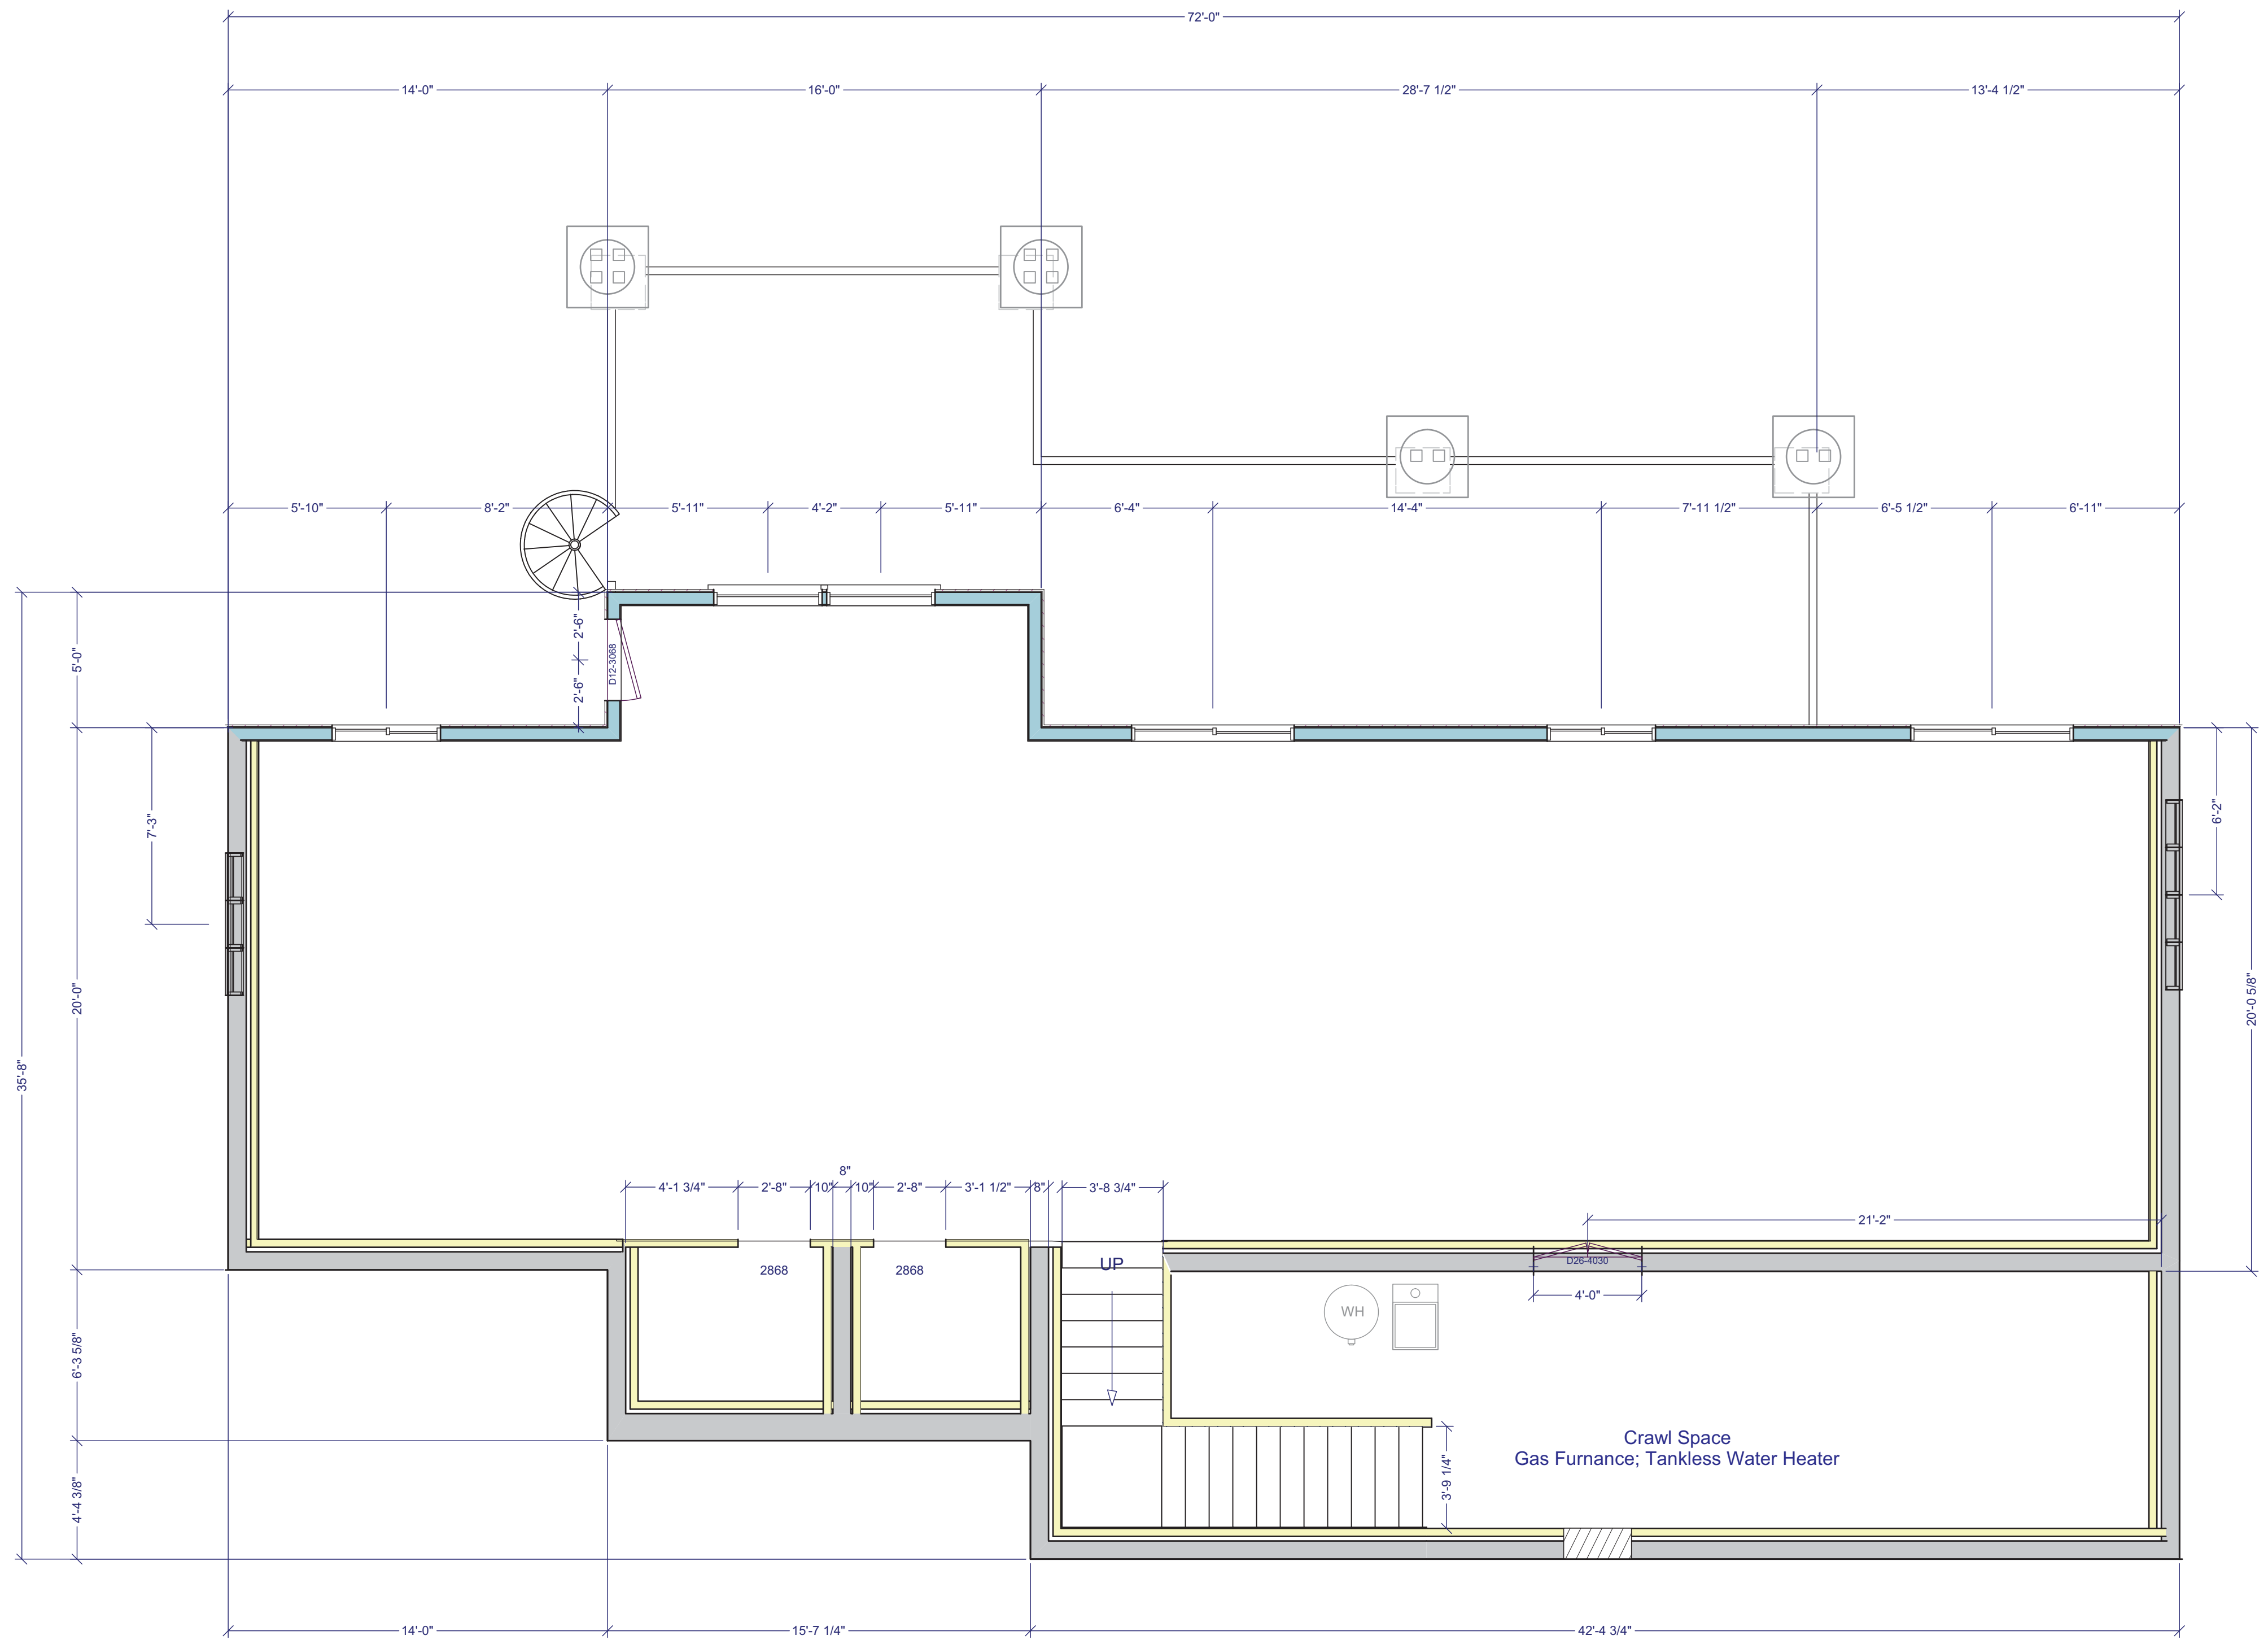 72'-0"
14'-0" 16'-0" 28'-7 1/2" 13'-4 1/2"
5'-10" 8'-2" 5'-11" 4'-2" 5'-11" 6'-4" 14'-4" 7'-11 1/2" 6'-5 1/2" 6'-11"
2'-6"
5'-0"
D12-3068
2'-6"
7'-3"
6'-2"
20'-0"
20'-0 5/8"
35'-8"
8"
4'-1 3/4" 2'-8" 10" 10" 2'-8" 3'-1 1/2" 8" 3'-8 3/4"
21'-2"
UP
D26-4030
2868 2868
4'-0"
WH
6'-3 5/8"
Crawl Space
Gas Furnance; Tankless Water Heater
3'-9 1/4"
4'-4 3/8"
14'-0" 15'-7 1/4" 42'-4 3/4"